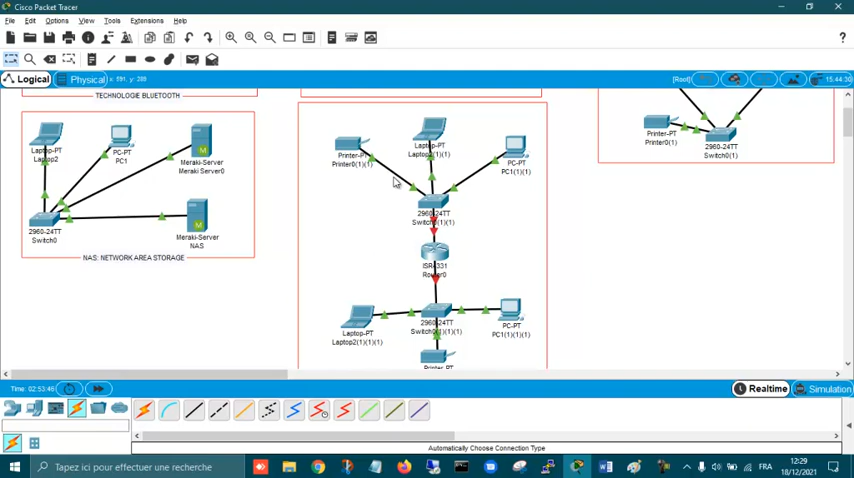 Cisco Packet Tracer
File Edit Options View Tools Extensions Help
Logical Physical x: 591, y: 209 [Root] 15:44:30
TECHNOLOGIE BLUETOOTH
Laptop-PT
Laptop2
PC-PT
PC1
Meraki-Server
Meraki Server0
2960-24TT
Switch0
Meraki-Server
NAS
NAS: NETWORK AREA STORAGE
Printer-PT
Printer0(1)(1)
Laptop-PT
Laptop2(1)(1)
PC-PT
PC1(1)(1)
2960-24TT
Switch0(1)(1)
ISR4331
Router0
Laptop-PT
Laptop2(1)(1)(1)
2960-24TT
Switch0(1)(1)(1)
PC-PT
PC1(1)(1)(1)
Printer-PT
Printer-PT
Printer0(1)
2960-24TT
Switch0(1)
Time: 02:53:46
Realtime Simulation
Automatically Choose Connection Type
Tapez ici pour effectuer une recherche
FRA
12:29
18/12/2021